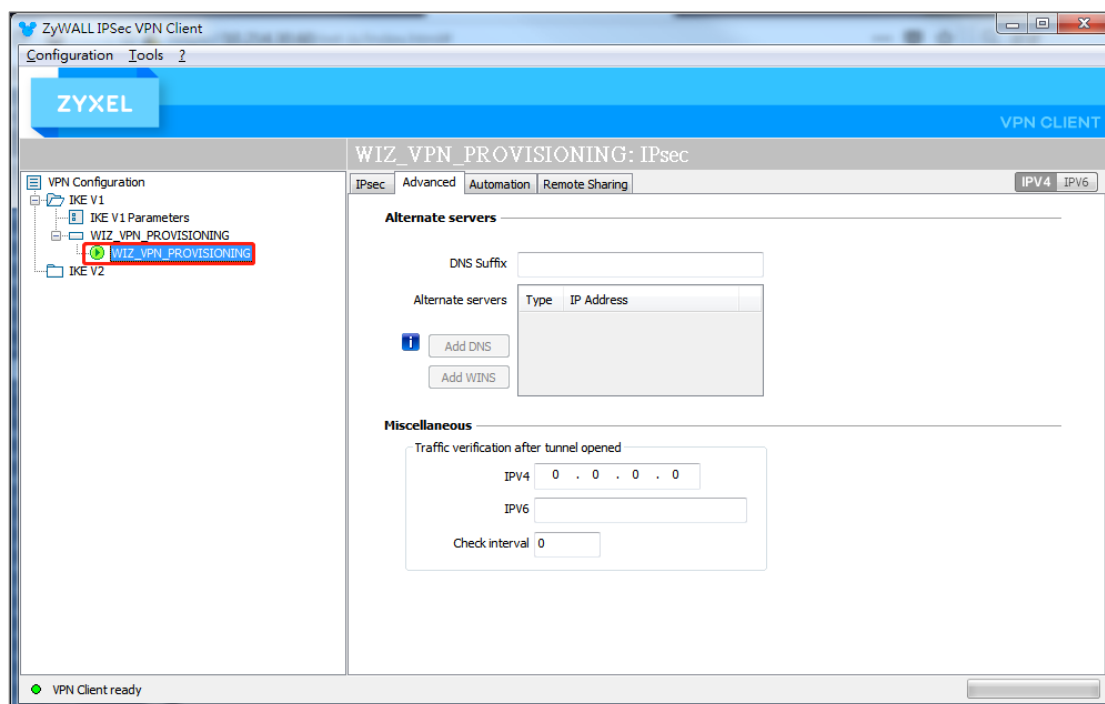 ZyWALL IPSec VPN Client
Configuration Tools ?
ZYXEL
VPN CLIENT
WIZ_VPN_PROVISIONING: IPsec
VPN Configuration
IKE V1
IKE V1 Parameters
WIZ_VPN_PROVISIONING
WIZ_VPN_PROVISIONING
IKE V2
IPsec Advanced Automation Remote Sharing IPV4 IPV6
Alternate servers
DNS Suffix
Alternate servers Type IP Address
Add DNS
Add WINS
Miscellaneous
Traffic verification after tunnel opened
IPV4 0 . 0 . 0 . 0
IPV6
Check interval 0
VPN Client ready